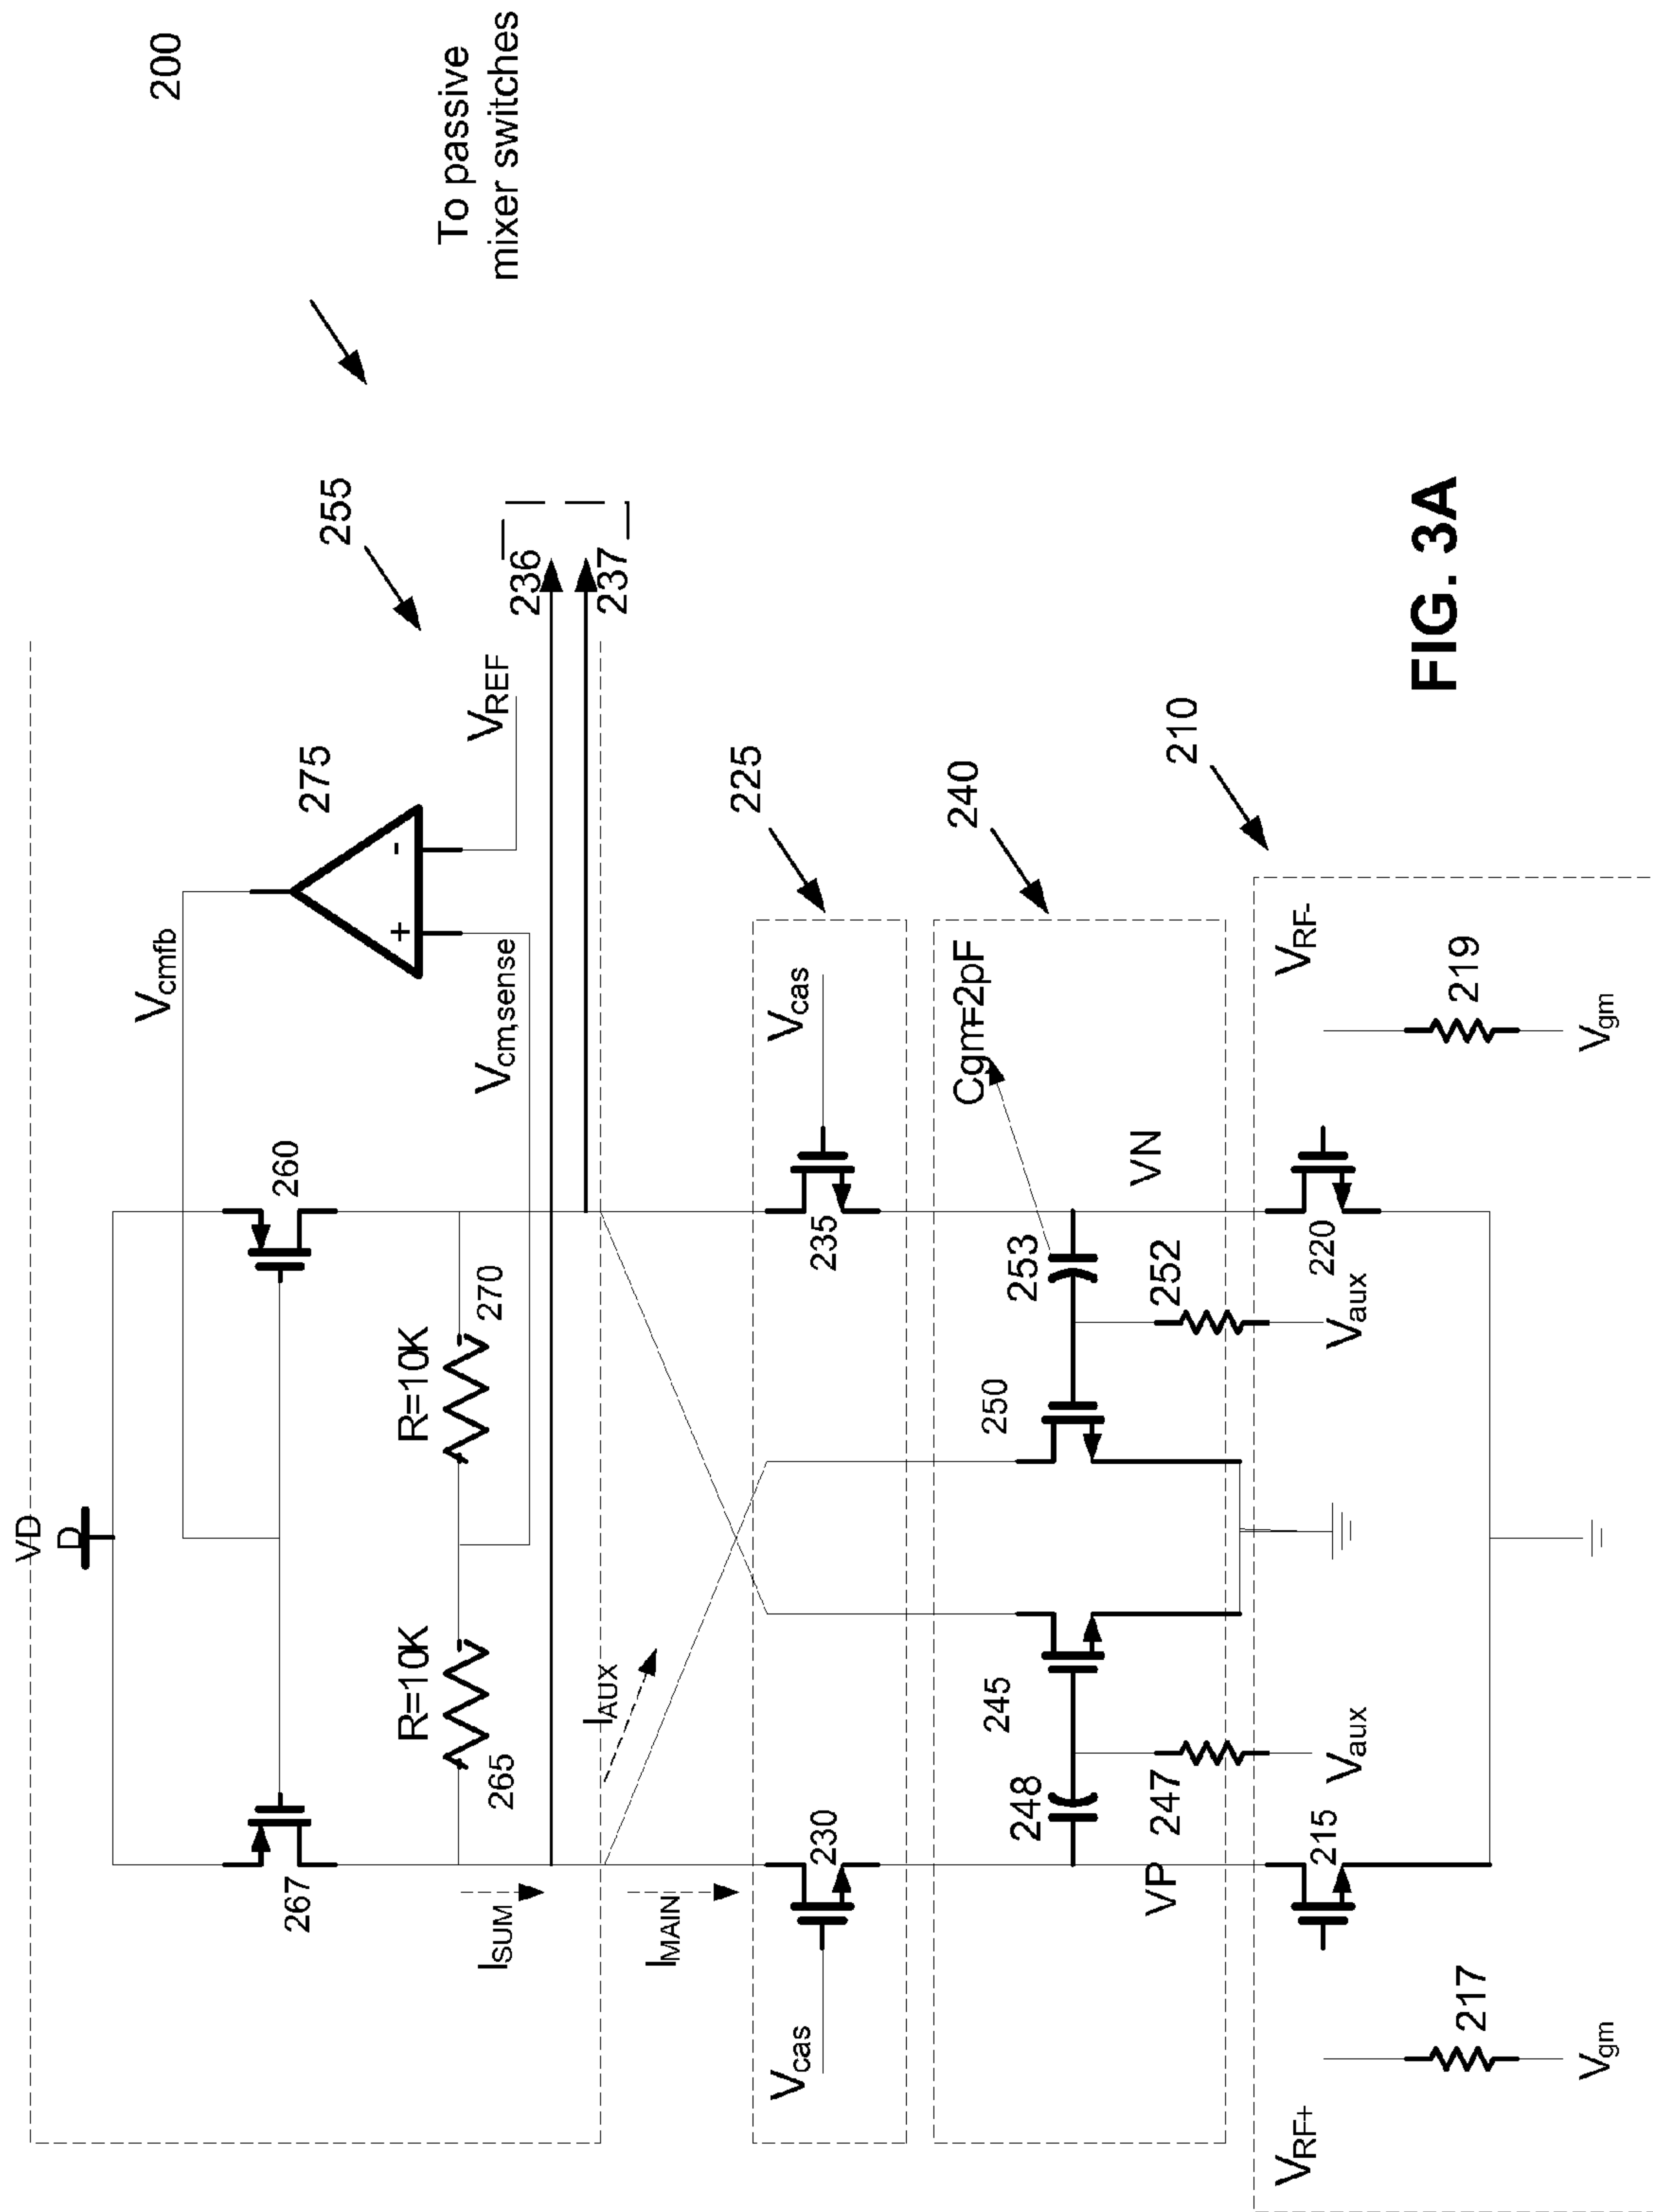 200
To passive
mixer switches
255
VD
D
Vcmfb
275
VREF
236
237
267
260
Vcm,sense
R=10K
R=10K
265
270
ISUM
IAUX
IMAIN
225
Vcas
230
235
Vcas
240
Cgm=2pF
248
245
250
253
VP
247
252
VN
210
Vaux
Vaux
VRF+
215
220
VRF-
217
219
Vgm
Vgm
FIG. 3A